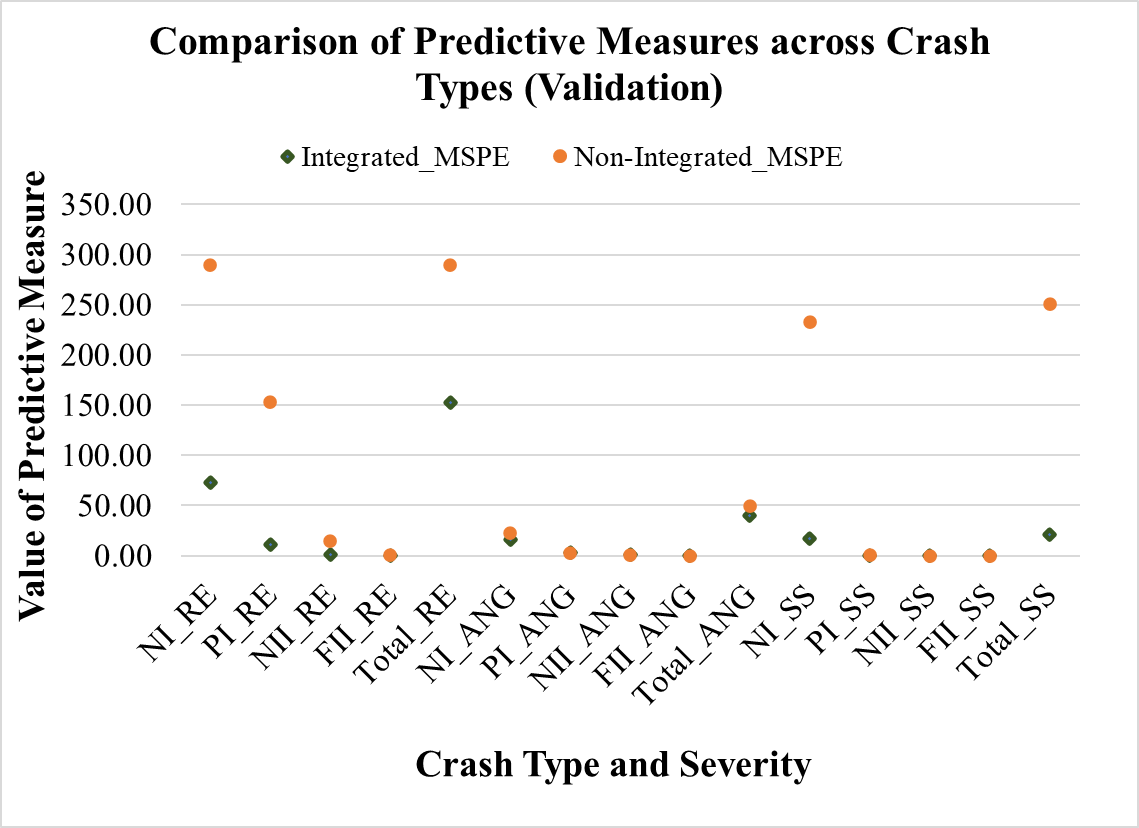 Comparison of Predictive Measures across Crash
Types (Validation)
Integrated_MSPE
Non-Integrated_MSPE
Value of Predictive Measure
350.00
300.00
250.00
200.00
150.00
100.00
50.00
0.00
NI_RE
PI_RE
NII_RE
FII_RE
Total_RE
NI_ANG
PI_ANG
NII_ANG
FII_ANG
Total_ANG
NI_SS
PI_SS
NII_SS
FII_SS
Total_SS
Crash Type and Severity